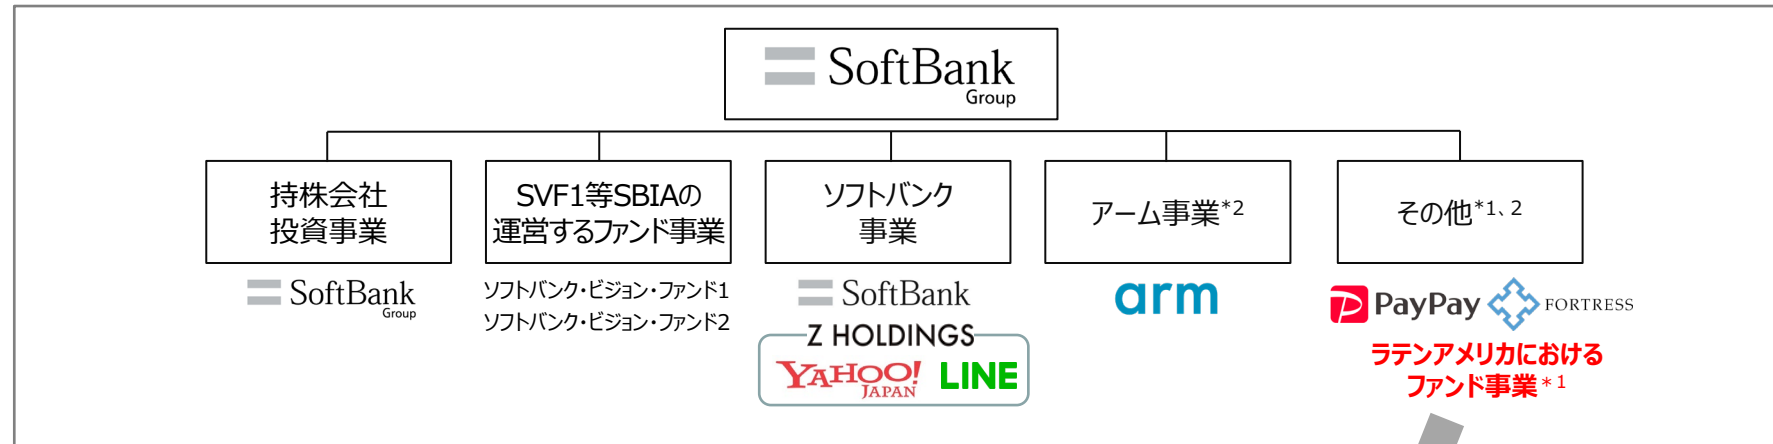 SoftBank
Group
持株会社
投資事業
SVF1等SBIAの
運営するファンド事業
ソフトバンク
事業
アーム事業*2
その他*1、2
SoftBank
Group
ソフトバンク・ビジョン・ファンド1
ソフトバンク・ビジョン・ファンド2
SoftBank
Z HOLDINGS
YAHOO!
JAPAN
LINE
arm
PayPay
FORTRESS
ラテンアメリカにおける
ファンド事業*1